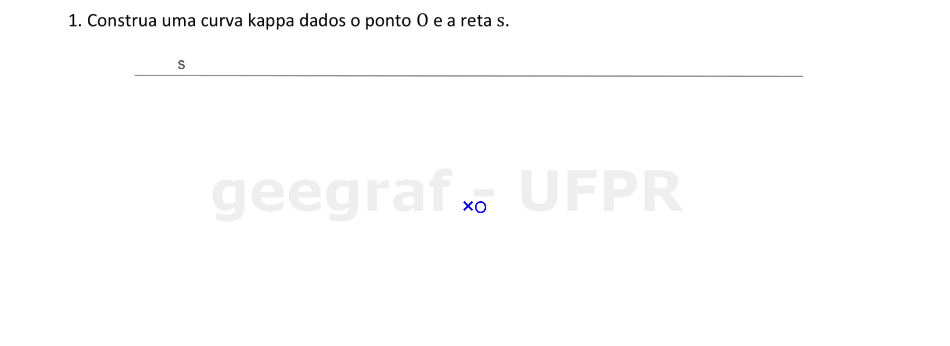 1. Construa uma curva kappa dados o ponto O e a reta s.
s
geegraf - UFPR
×O